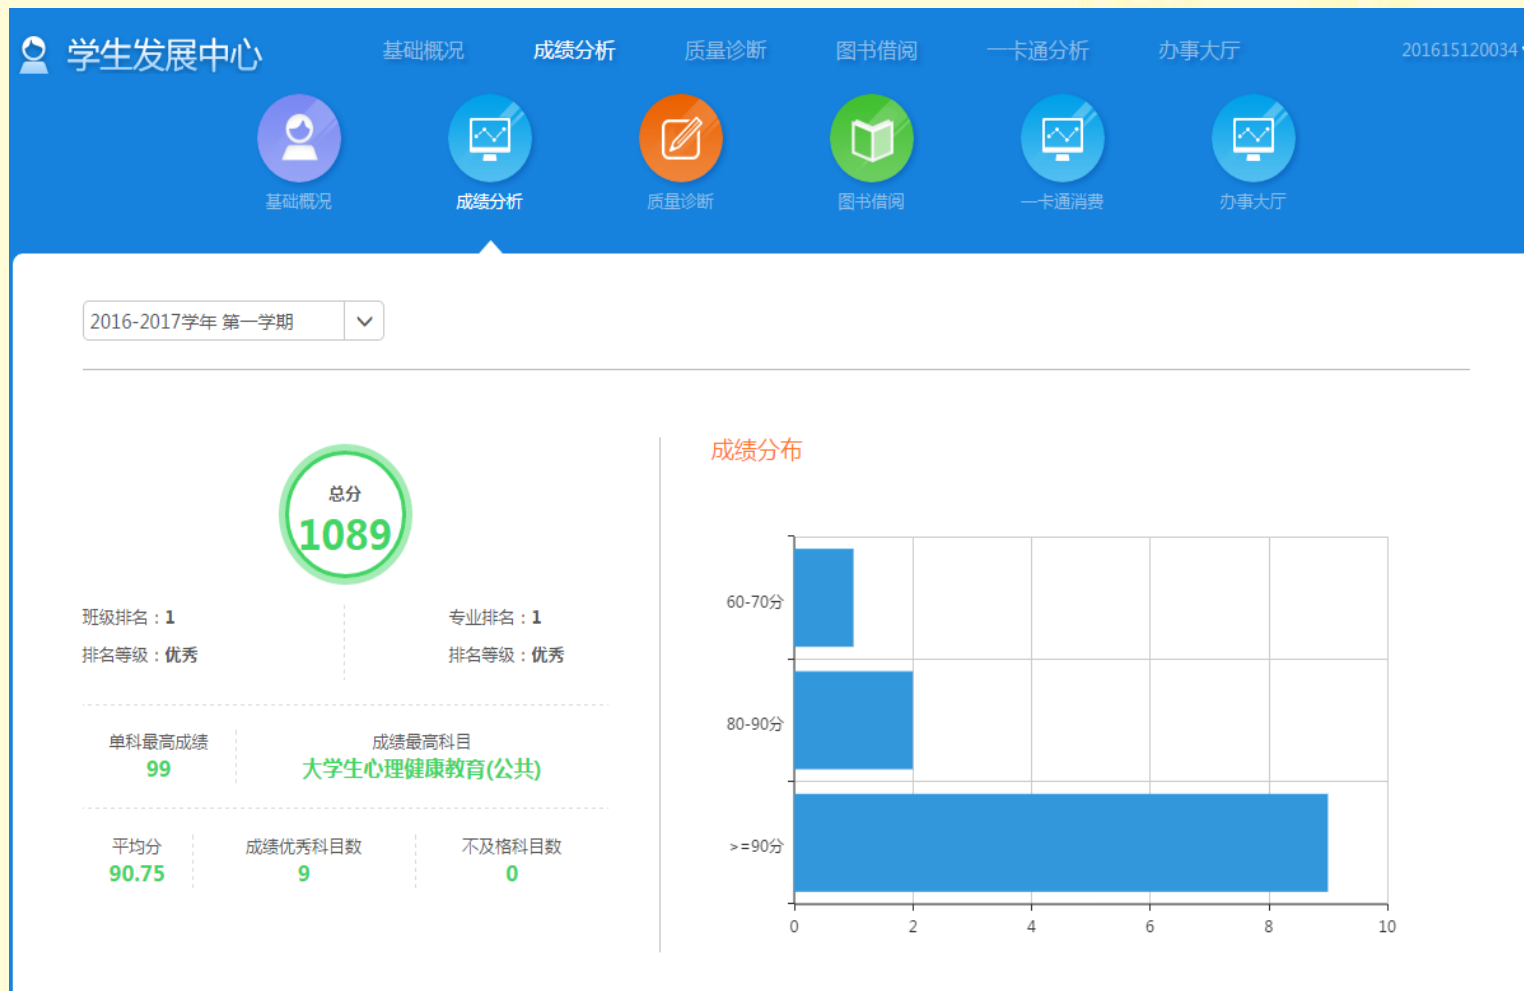 学生发展中心 基础概况 成绩分析 质量诊断 图书借阅 一卡通分析 办事大厅 201615120034
基础概况 成绩分析 质量诊断 图书借阅 一卡通消费 办事大厅
2016-2017学年 第一学期
总分
1089
班级排名：1 专业排名：1
排名等级：优秀 排名等级：优秀
单科最高成绩 成绩最高科目
99 大学生心理健康教育(公共)
平均分 成绩优秀科目数 不及格科目数
90.75 9 0
成绩分布
60-70分
80-90分
>=90分
0 2 4 6 8 10